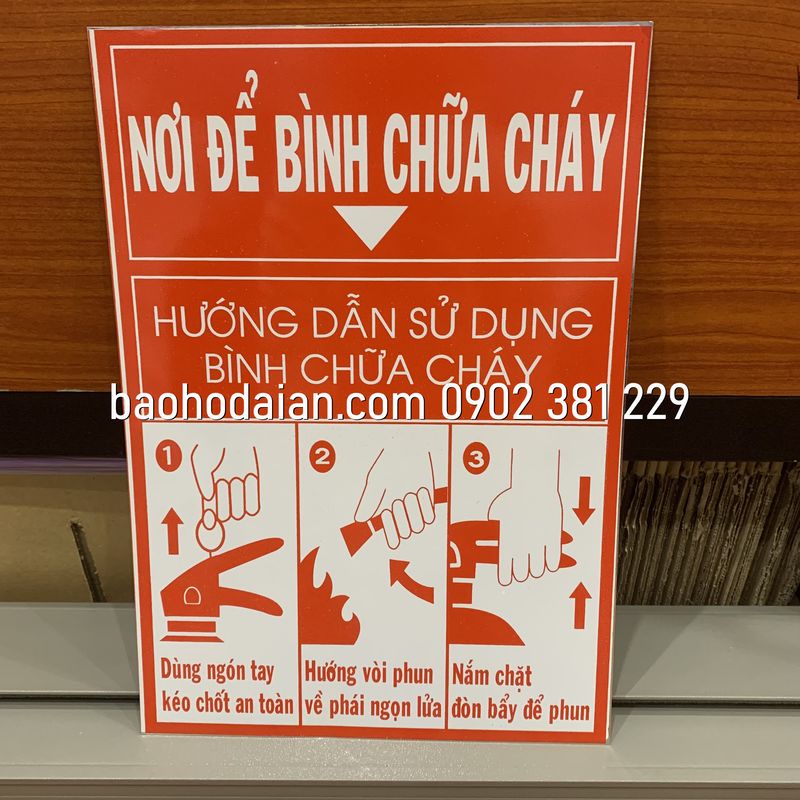 NƠI ĐỂ BÌNH CHỮA CHÁY
HƯỚNG DẪN SỬ DỤNG
BÌNH CHỮA CHÁY
baohodaian.com 0902 381 229
1
2
3
Dùng ngón tay
kéo chốt an toàn
Hướng vòi phun
về phái ngọn lửa
Nắm chặt
đòn bẩy để phun